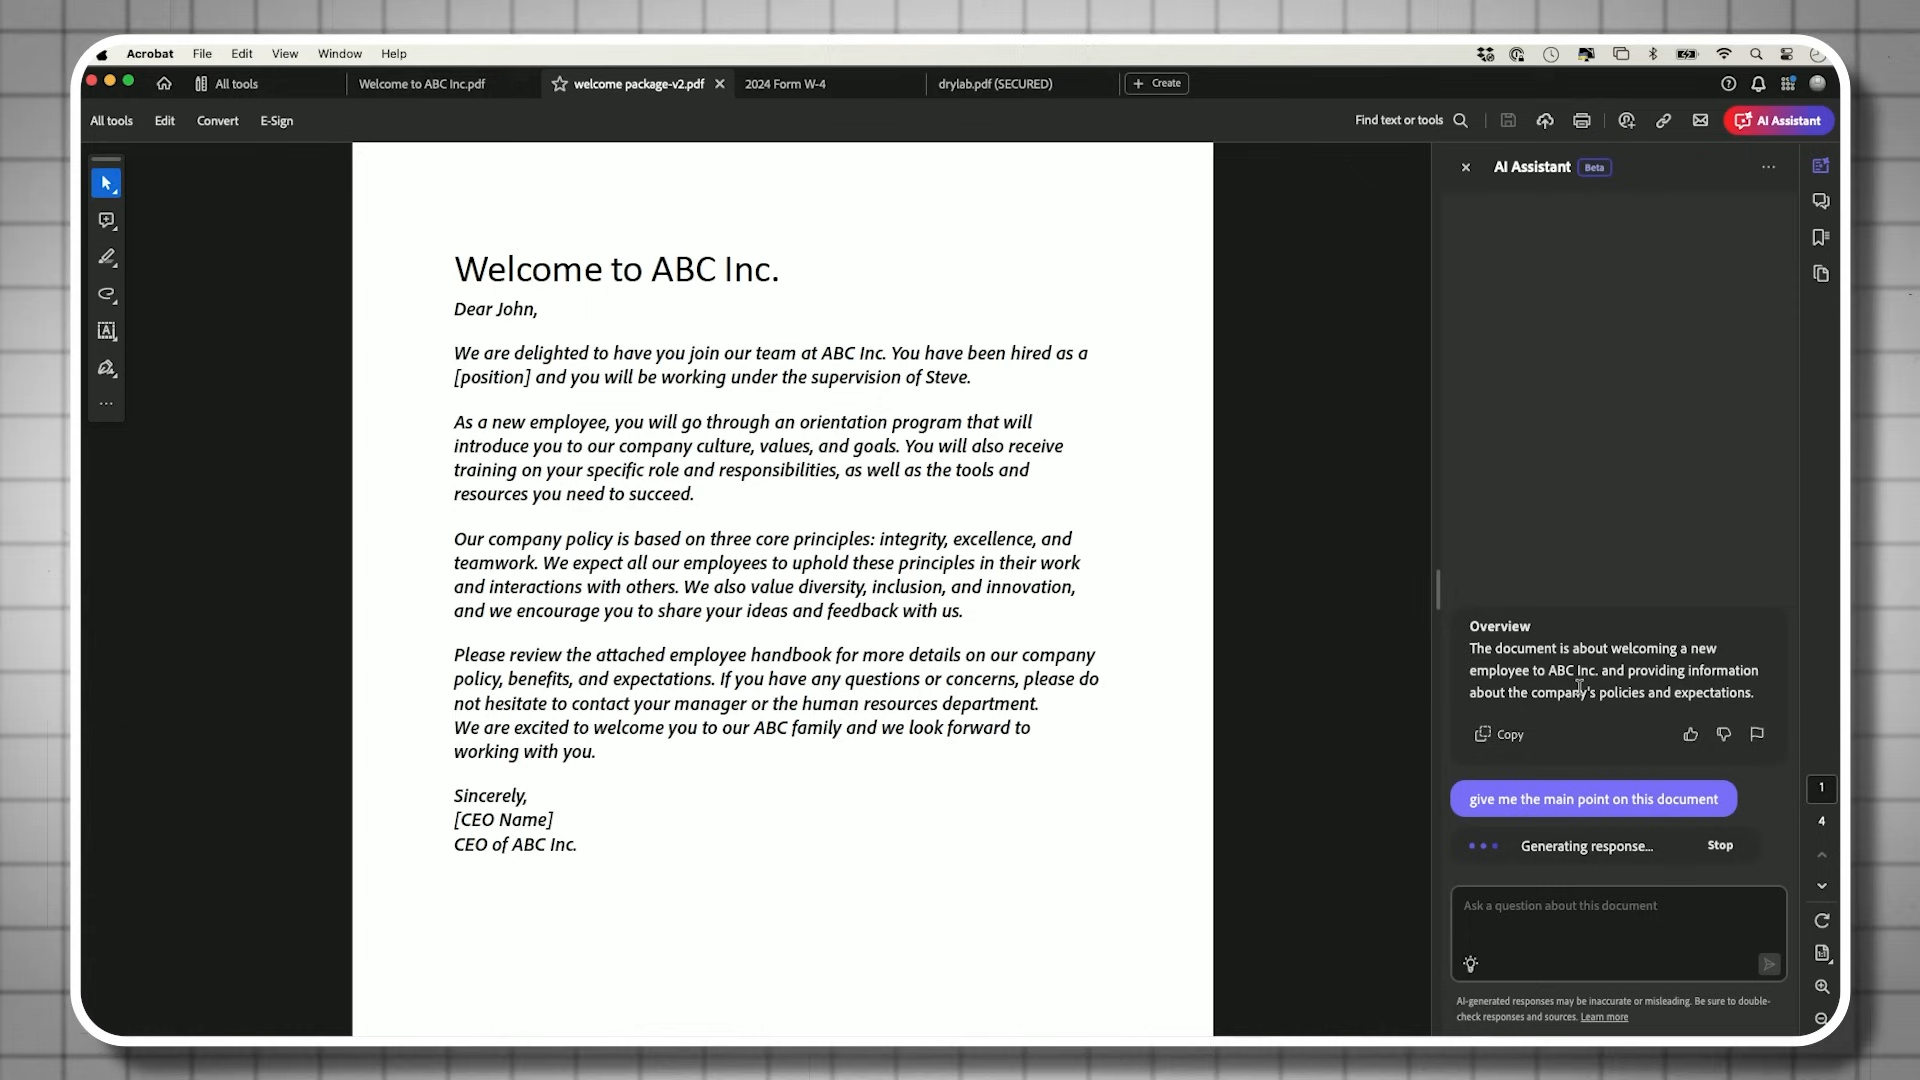 Acrobat File Edit View Window Help
All tools Welcome to ABC Inc.pdf welcome package-v2.pdf 2024 Form W-4 drylab.pdf (SECURED) + Create
All tools Edit Convert E-Sign Find text or tools AI Assistant
AI Assistant Beta
Welcome to ABC Inc.
Dear John,
We are delighted to have you join our team at ABC Inc. You have been hired as a
[position] and you will be working under the supervision of Steve.
As a new employee, you will go through an orientation program that will
introduce you to our company culture, values, and goals. You will also receive
training on your specific role and responsibilities, as well as the tools and
resources you need to succeed.
Our company policy is based on three core principles: integrity, excellence, and
teamwork. We expect all our employees to uphold these principles in their work
and interactions with others. We also value diversity, inclusion, and innovation,
and we encourage you to share your ideas and feedback with us.
Please review the attached employee handbook for more details on our company
policy, benefits, and expectations. If you have any questions or concerns, please do
not hesitate to contact your manager or the human resources department.
We are excited to welcome you to our ABC family and we look forward to
working with you.
Sincerely,
[CEO Name]
CEO of ABC Inc.
Overview
The document is about welcoming a new
employee to ABC Inc. and providing information
about the company's policies and expectations.
Copy
give me the main point on this document
Generating response... Stop
Ask a question about this document
AI-generated responses may be inaccurate or misleading. Be sure to double-
check responses and sources. Learn more
1
4